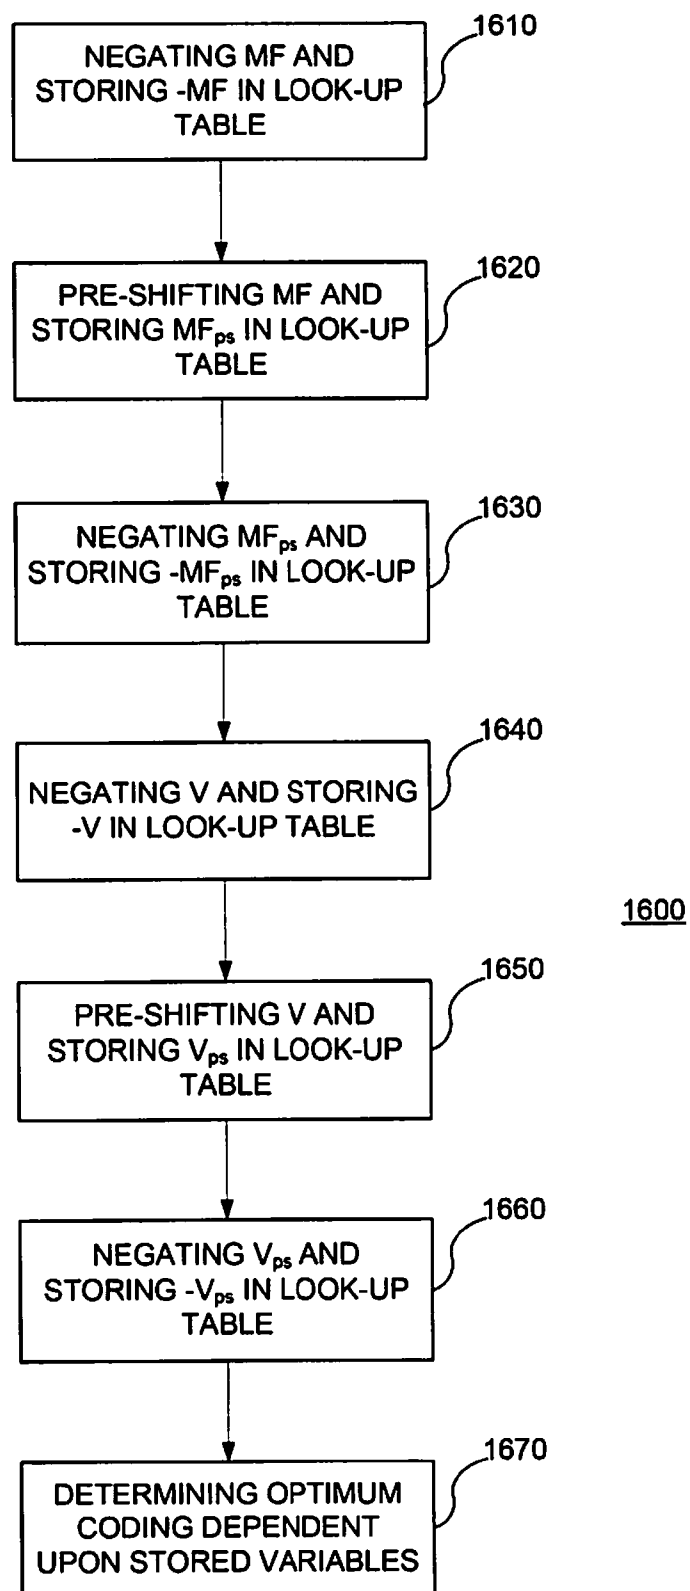 1610
NEGATING MF AND
STORING -MF IN LOOK-UP
TABLE
1620
PRE-SHIFTING MF AND
STORING MFps IN LOOK-UP
TABLE
1630
NEGATING MFps AND
STORING -MFps IN LOOK-UP
TABLE
1640
NEGATING V AND STORING
-V IN LOOK-UP TABLE
1600
1650
PRE-SHIFTING V AND
STORING Vps IN LOOK-UP
TABLE
1660
NEGATING Vps AND
STORING -Vps IN LOOK-UP
TABLE
1670
DETERMINING OPTIMUM
CODING DEPENDENT
UPON STORED VARIABLES